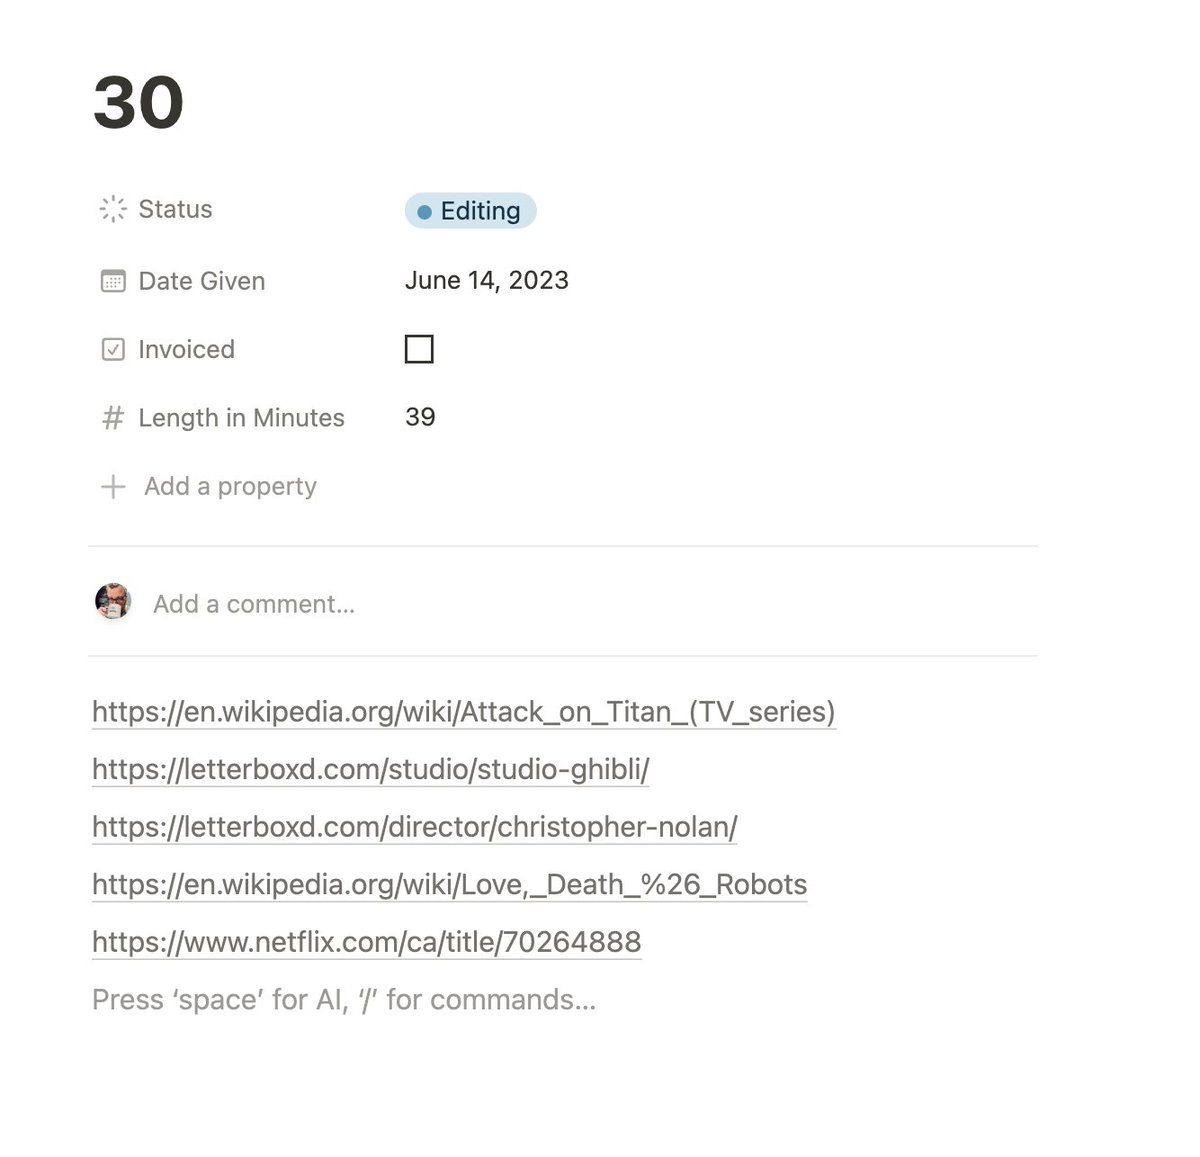 30
Status Editing
Date Given June 14, 2023
Invoiced
# Length in Minutes 39
+ Add a property
Add a comment...
https://en.wikipedia.org/wiki/Attack_on_Titan_(TV_series)
https://letterboxd.com/studio/studio-ghibli/
https://letterboxd.com/director/christopher-nolan/
https://en.wikipedia.org/wiki/Love,_Death_%26_Robots
https://www.netflix.com/ca/title/70264888
Press ‘space’ for AI, ‘/’ for commands...